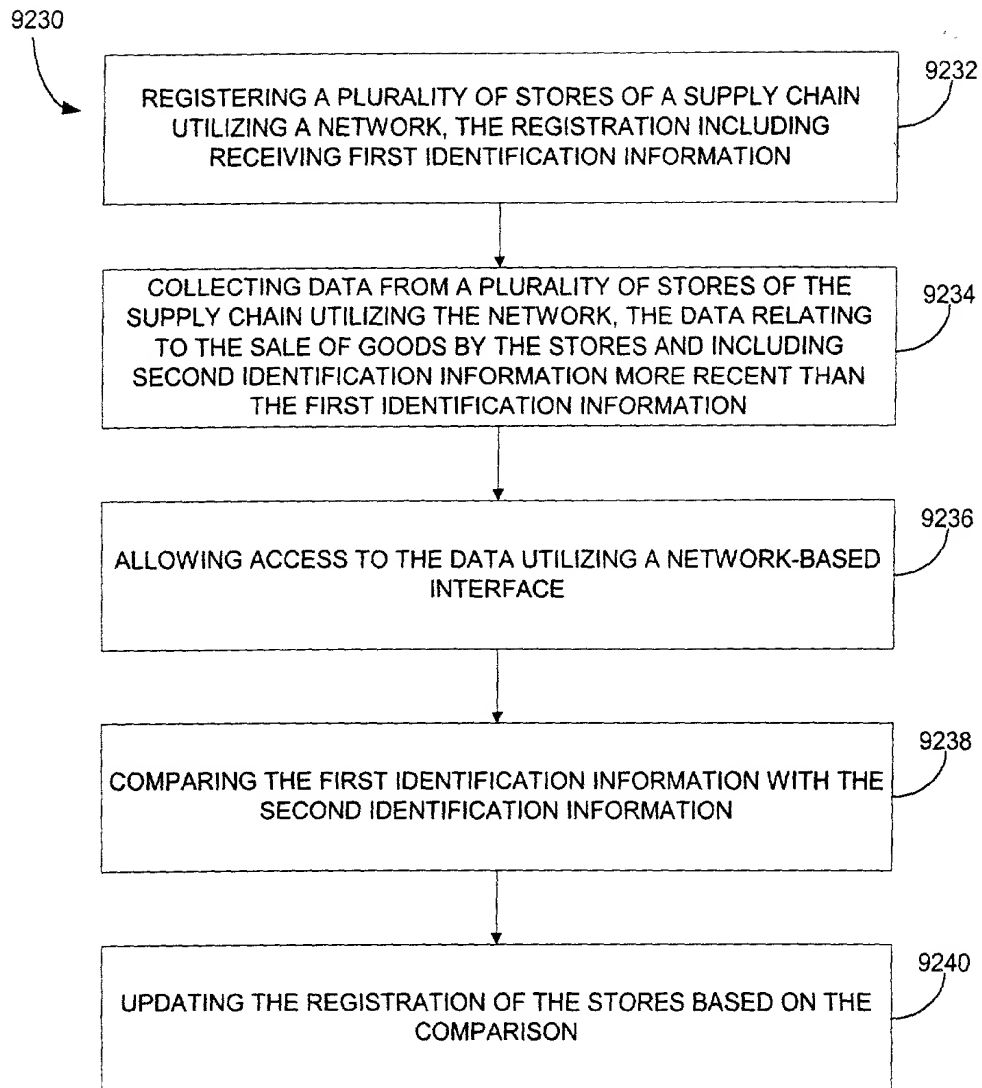 9230
REGISTERING A PLURALITY OF STORES OF A SUPPLY CHAIN
UTILIZING A NETWORK, THE REGISTRATION INCLUDING
RECEIVING FIRST IDENTIFICATION INFORMATION
9232
COLLECTING DATA FROM A PLURALITY OF STORES OF THE
SUPPLY CHAIN UTILIZING THE NETWORK, THE DATA RELATING
TO THE SALE OF GOODS BY THE STORES AND INCLUDING
SECOND IDENTIFICATION INFORMATION MORE RECENT THAN
THE FIRST IDENTIFICATION INFORMATION
9234
ALLOWING ACCESS TO THE DATA UTILIZING A NETWORK-BASED
INTERFACE
9236
COMPARING THE FIRST IDENTIFICATION INFORMATION WITH THE
SECOND IDENTIFICATION INFORMATION
9238
UPDATING THE REGISTRATION OF THE STORES BASED ON THE
COMPARISON
9240